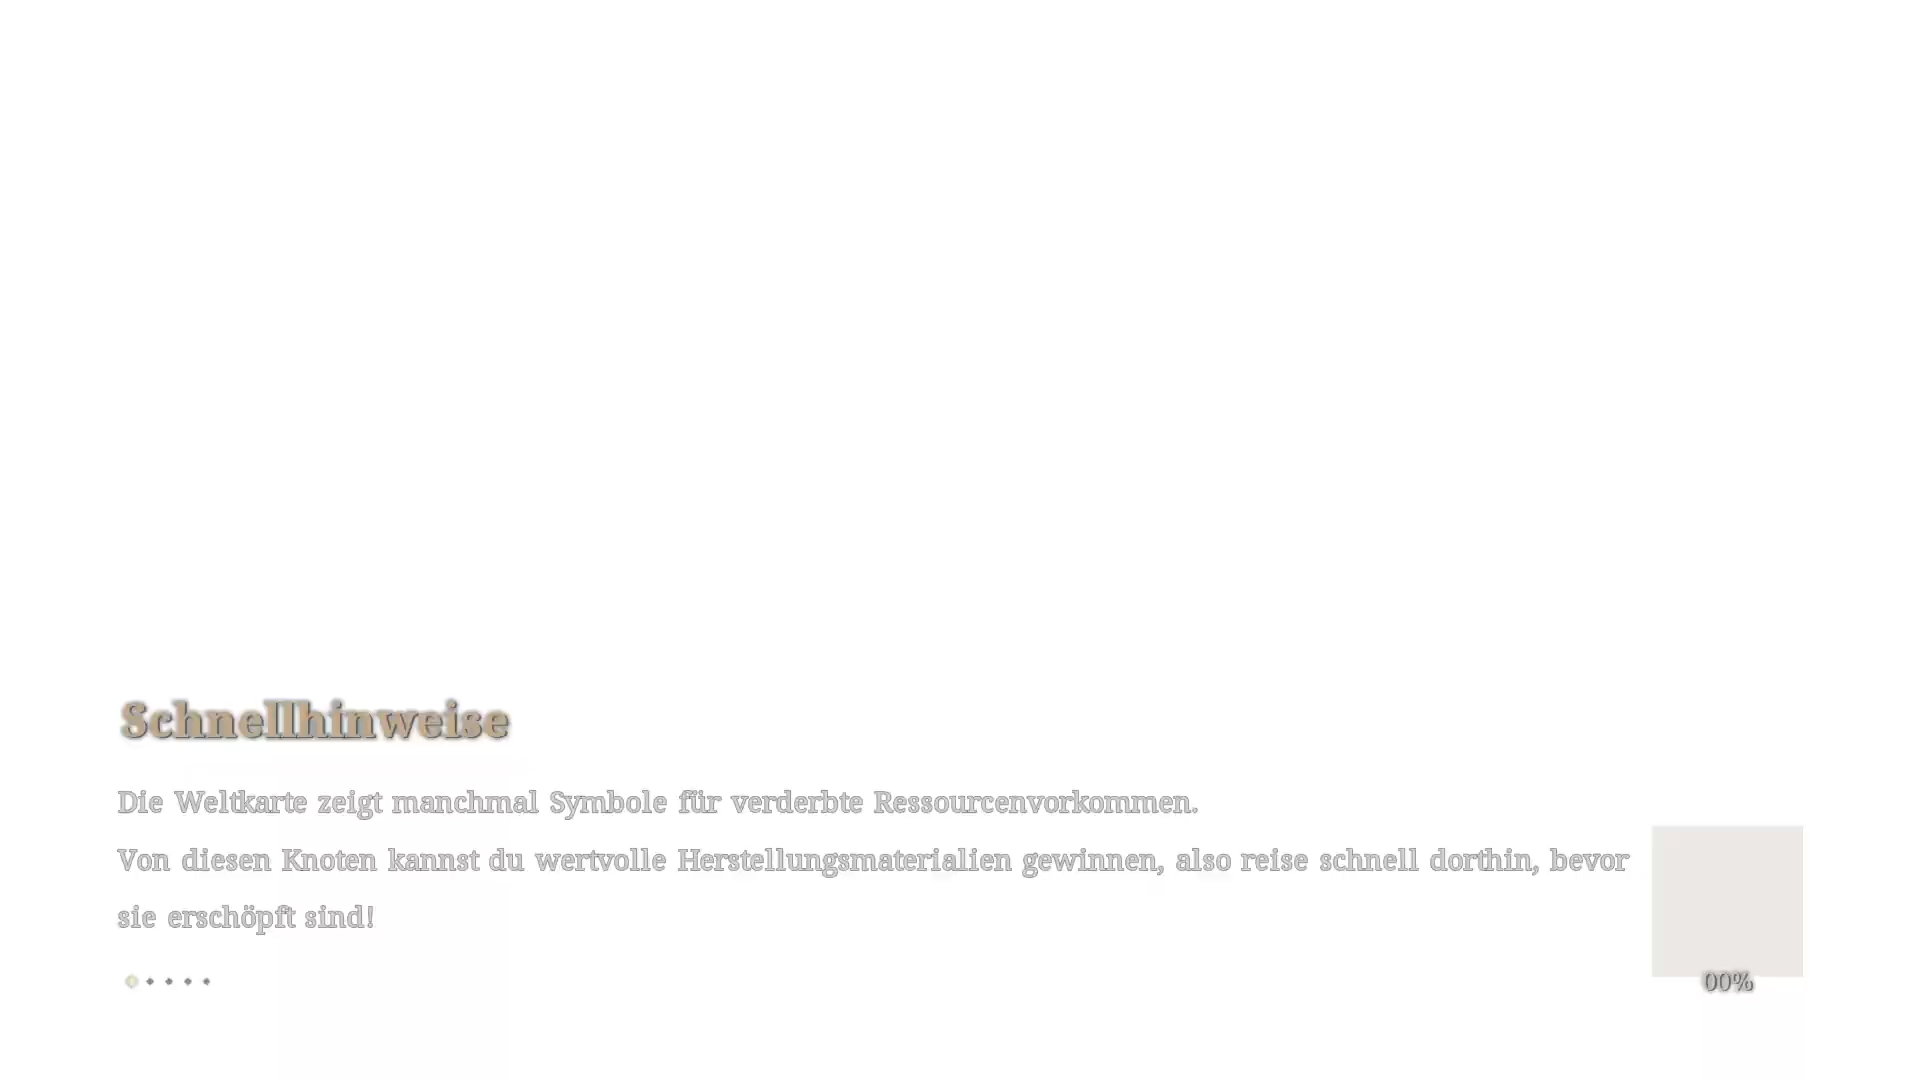 Schnellhinweise
Die Weltkarte zeigt manchmal Symbole für verderbte Ressourcenvorkommen.
Von diesen Knoten kannst du wertvolle Herstellungsmaterialien gewinnen, also reise schnell dorthin, bevor
sie erschöpft sind!
00%